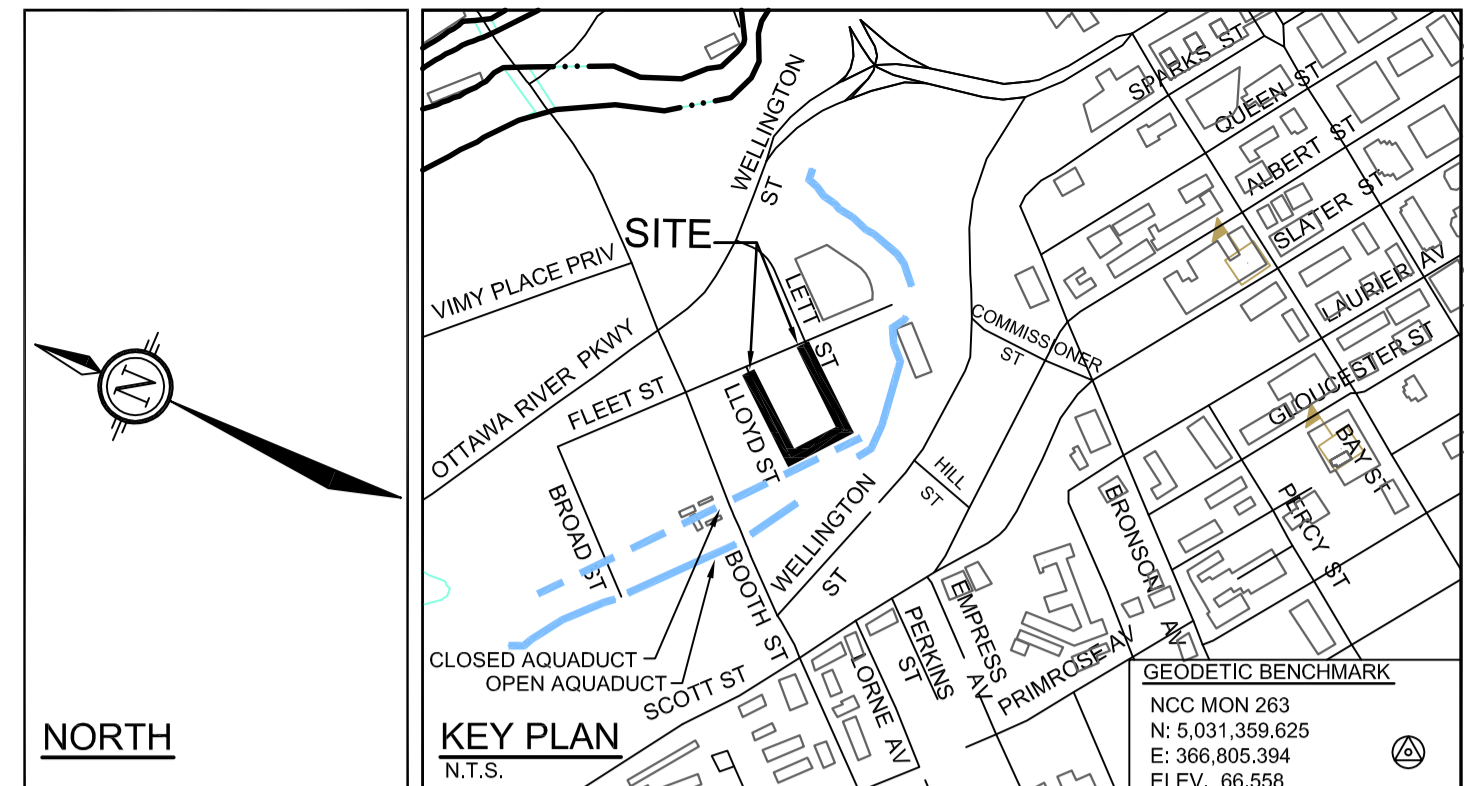 NORTH
N
KEY PLAN
N.T.S.
SITE
WELLINGTON
ST
SPARKS ST
QUEEN ST
ALBERT ST
SLATER ST
LAURIER AV
GLOUCESTER ST
VIMY PLACE PRIV
OTTAWA RIVER PKWY
LETT
ST
FLEET ST
LLOYD ST
COMMISSIONER
ST
HILL
ST
BROAD ST
BOOTH ST
WELLINGTON
ST
BRONSON AV
BAY ST
PERCY ST
EMPRESS AV
PERKINS
ST
PRIMROSE AV
LORNE AV
SCOTT ST
CLOSED AQUADUCT
OPEN AQUADUCT
GEODETIC BENCHMARK
NCC MON 263
N: 5,031,359.625
E: 366,805.394
ELEV. 66.558